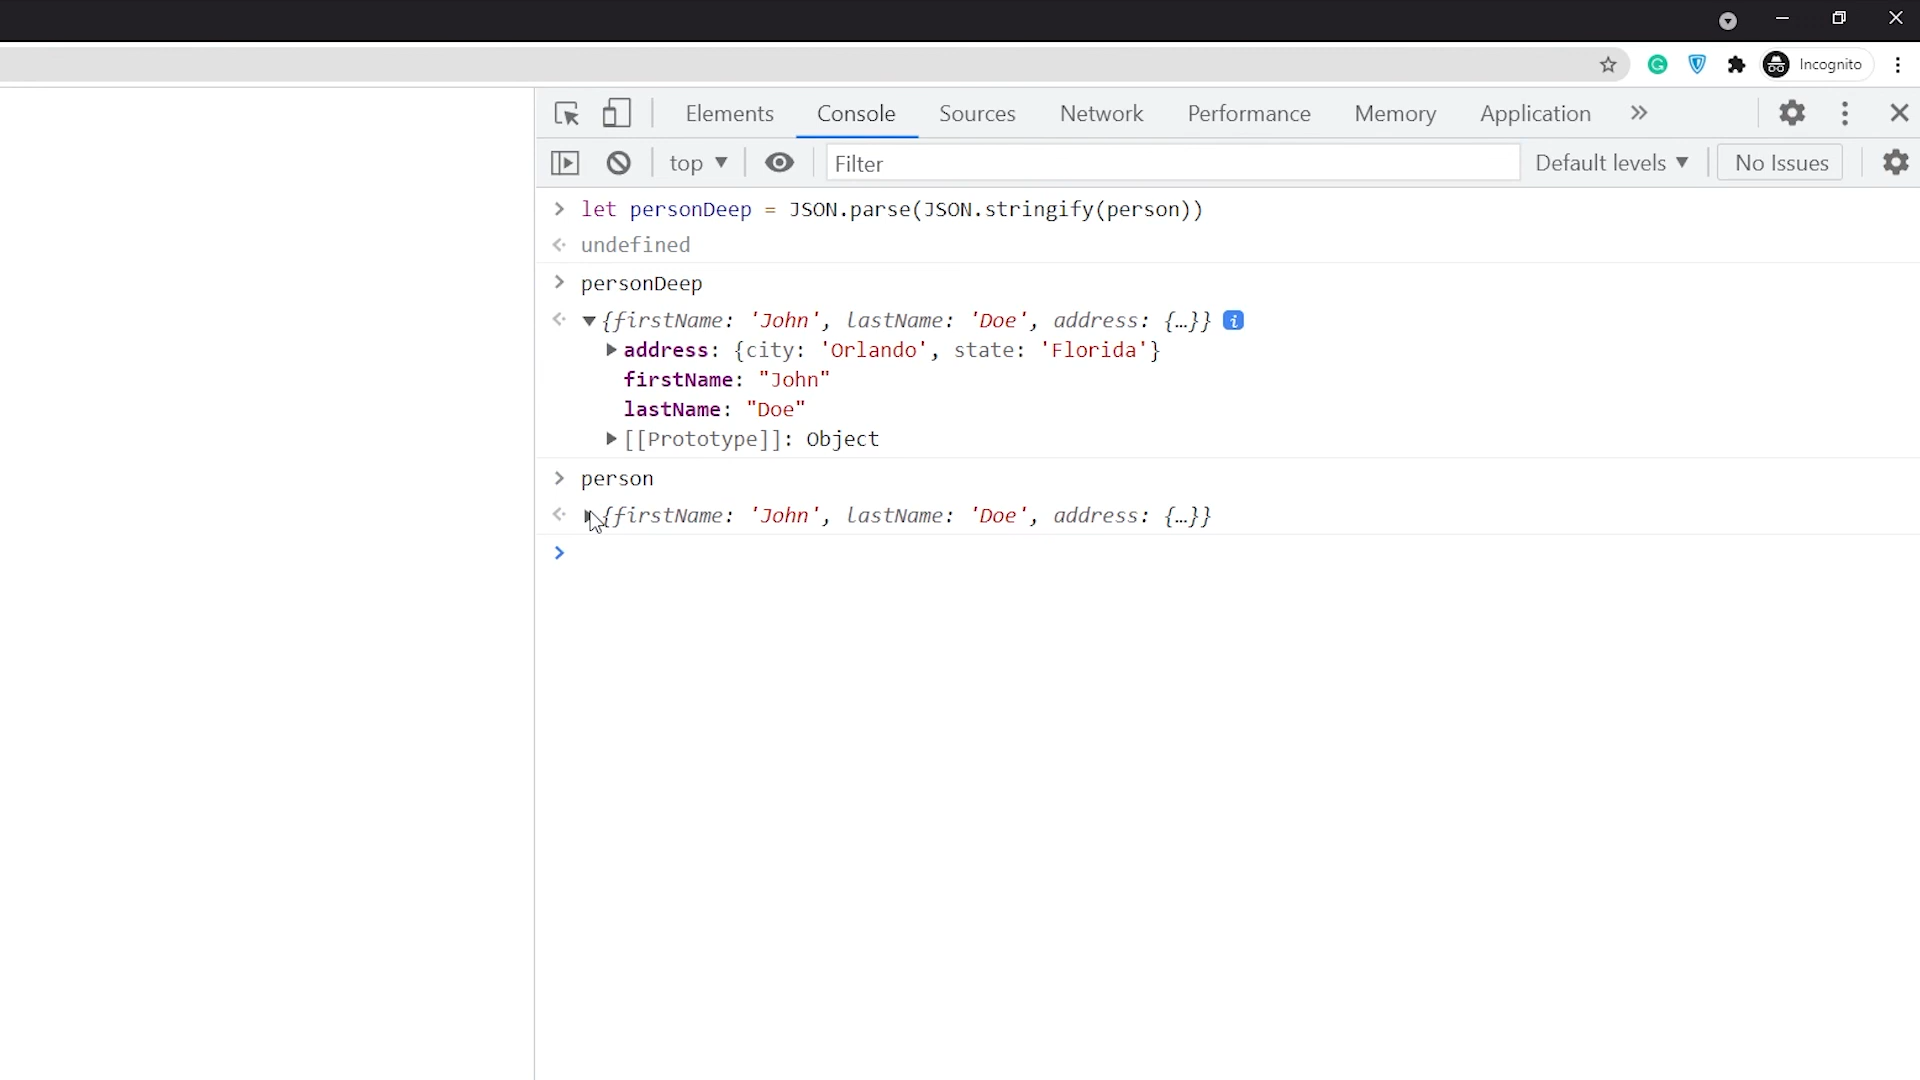 Incognito
Elements Console Sources Network Performance Memory Application
top Filter Default levels No Issues
> let personDeep = JSON.parse(JSON.stringify(person))
undefined
> personDeep
{firstName: 'John', lastName: 'Doe', address: {…}} i
address: {city: 'Orlando', state: 'Florida'}
firstName: "John"
lastName: "Doe"
[[Prototype]]: Object
> person
{firstName: 'John', lastName: 'Doe', address: {…}}
>